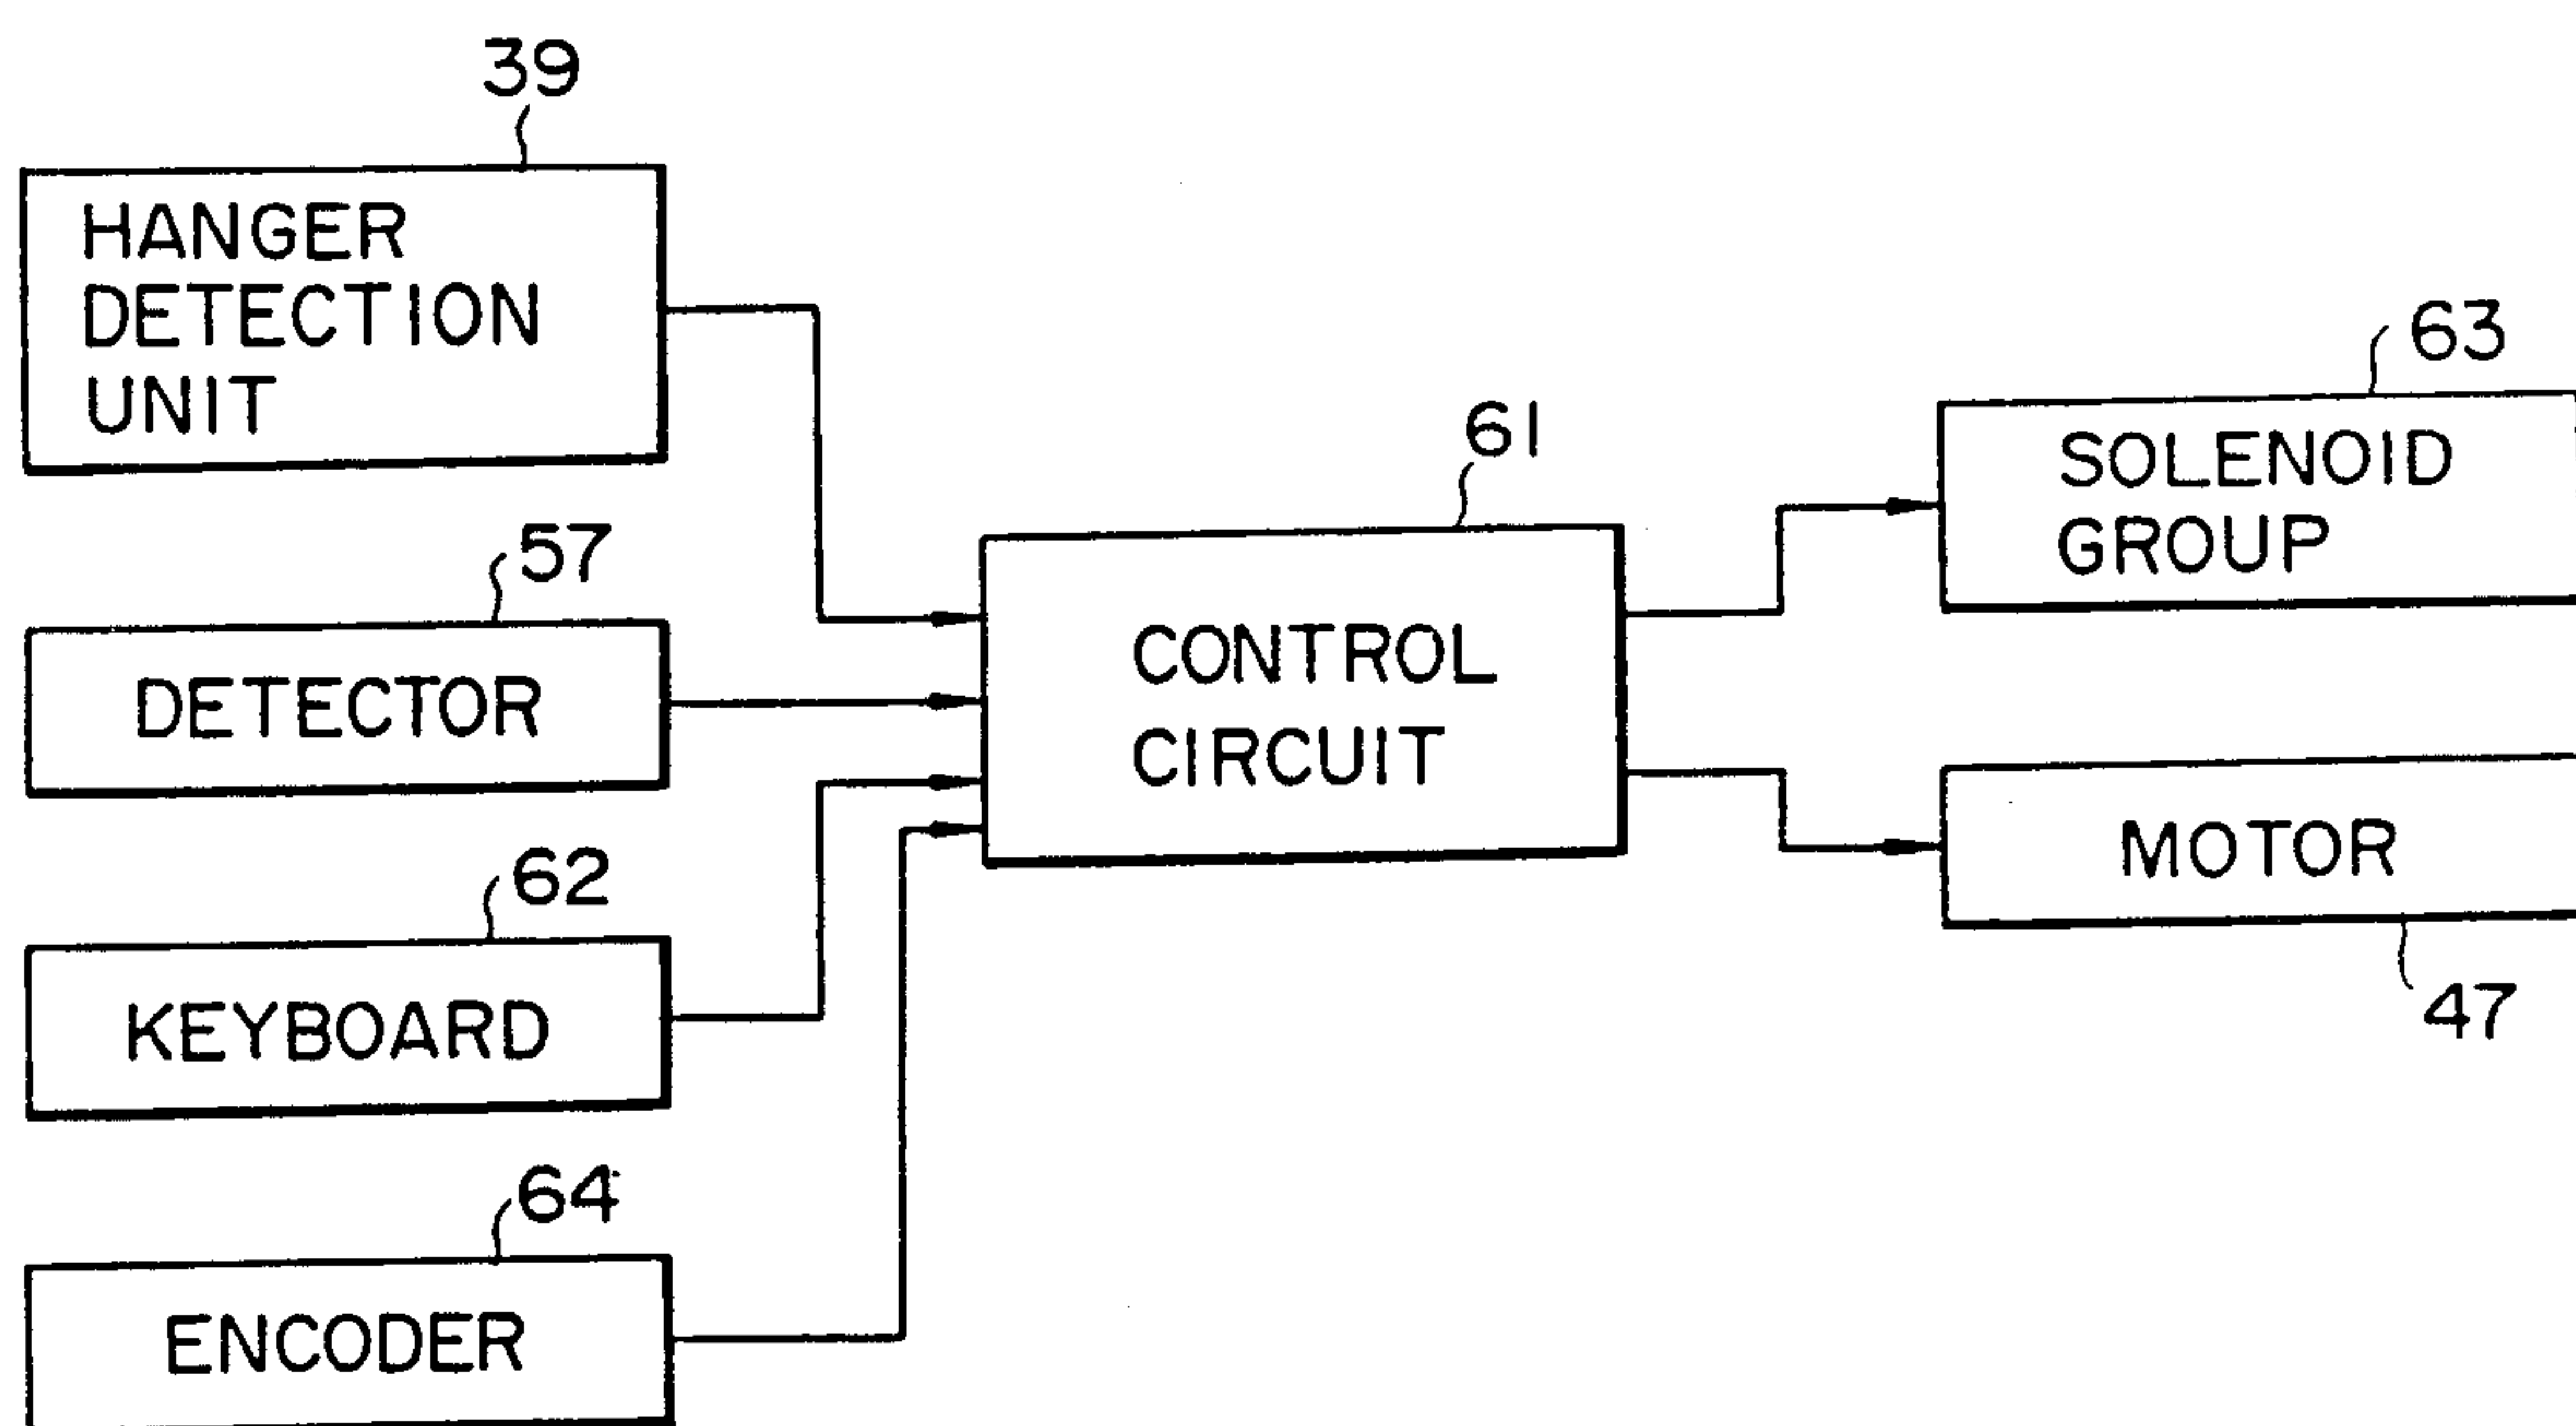 39
HANGER
DETECTION
UNIT
57
DETECTOR
62
KEYBOARD
64
ENCODER
61
CONTROL
CIRCUIT
63
SOLENOID
GROUP
MOTOR
47